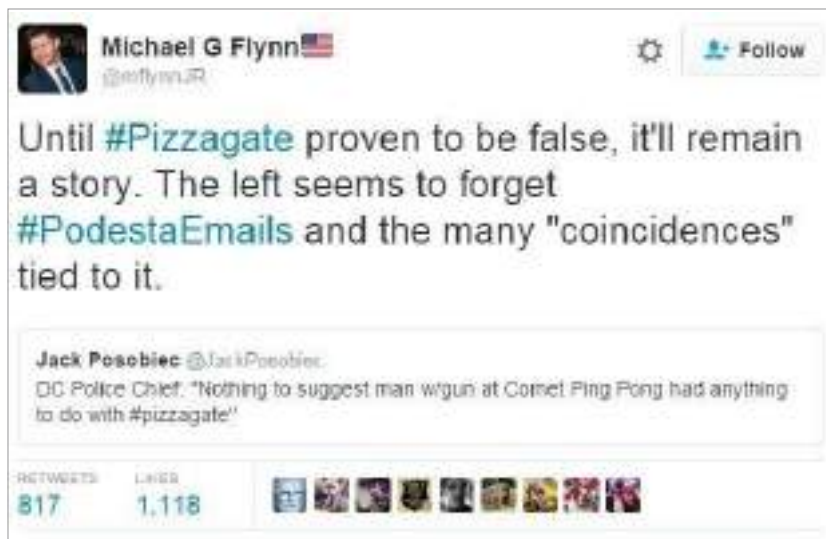 Michael G Flynn
@mflynnJR
Follow
Until #Pizzagate proven to be false, it'll remain
a story. The left seems to forget
#PodestaEmails and the many "coincidences"
tied to it.
Jack Posobiec @JackPosobiec
DC Police Chief: "Nothing to suggest man w/gun at Comet Ping Pong had anything
to do with #pizzagate"
RETWEETS LIKES
817 1,118